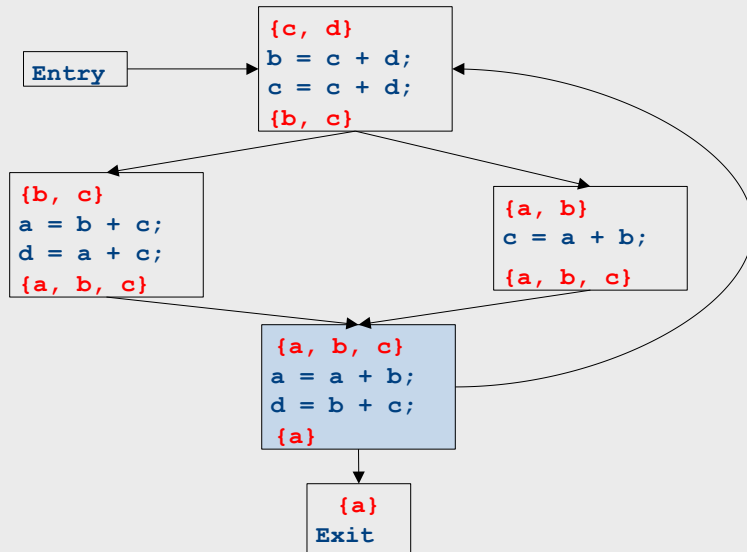 {c, d}
Entry
b = c + d;
c = c + d;
{b, c}
{b, c}
a = b + c;
d = a + c;
{a, b, c}
{a, b}
c = a + b;
{a, b, c}
{a, b, c}
a = a + b;
d = b + c;
{a}
{a}
Exit